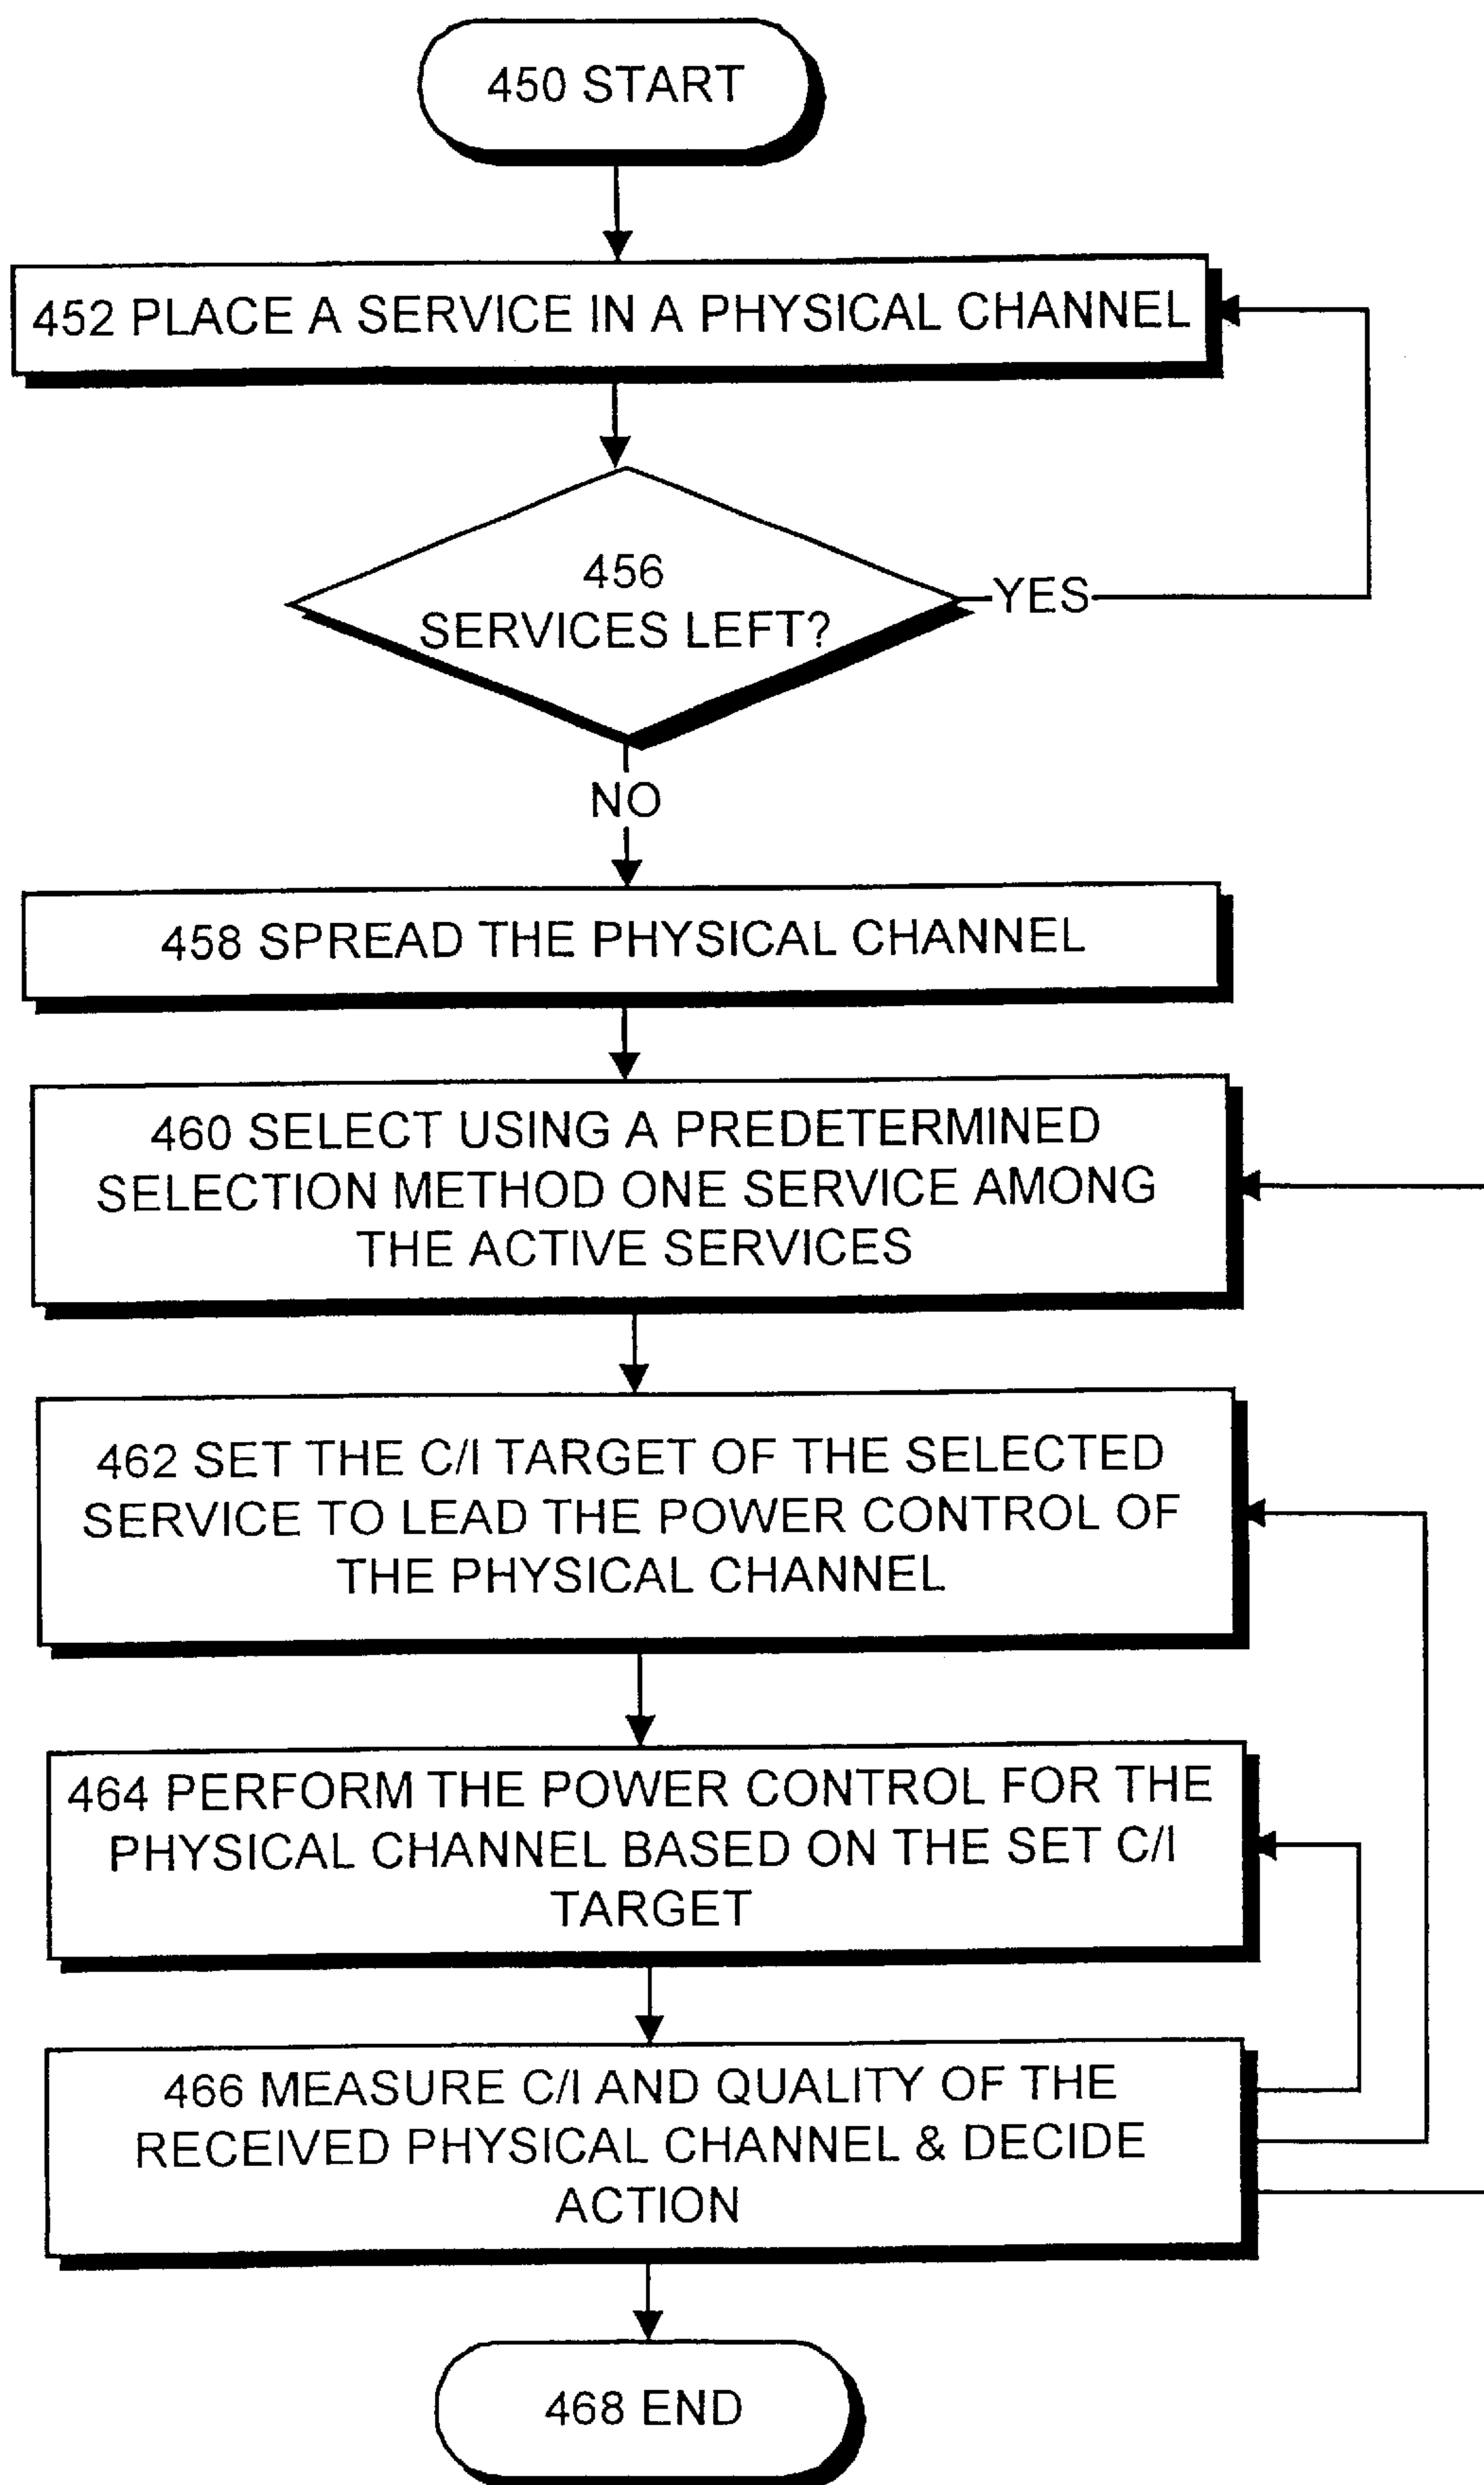 450 START
452 PLACE A SERVICE IN A PHYSICAL CHANNEL
456
SERVICES LEFT?
YES
NO
458 SPREAD THE PHYSICAL CHANNEL
460 SELECT USING A PREDETERMINED
SELECTION METHOD ONE SERVICE AMONG
THE ACTIVE SERVICES
462 SET THE C/I TARGET OF THE SELECTED
SERVICE TO LEAD THE POWER CONTROL OF
THE PHYSICAL CHANNEL
464 PERFORM THE POWER CONTROL FOR THE
PHYSICAL CHANNEL BASED ON THE SET C/I
TARGET
466 MEASURE C/I AND QUALITY OF THE
RECEIVED PHYSICAL CHANNEL & DECIDE
ACTION
468 END